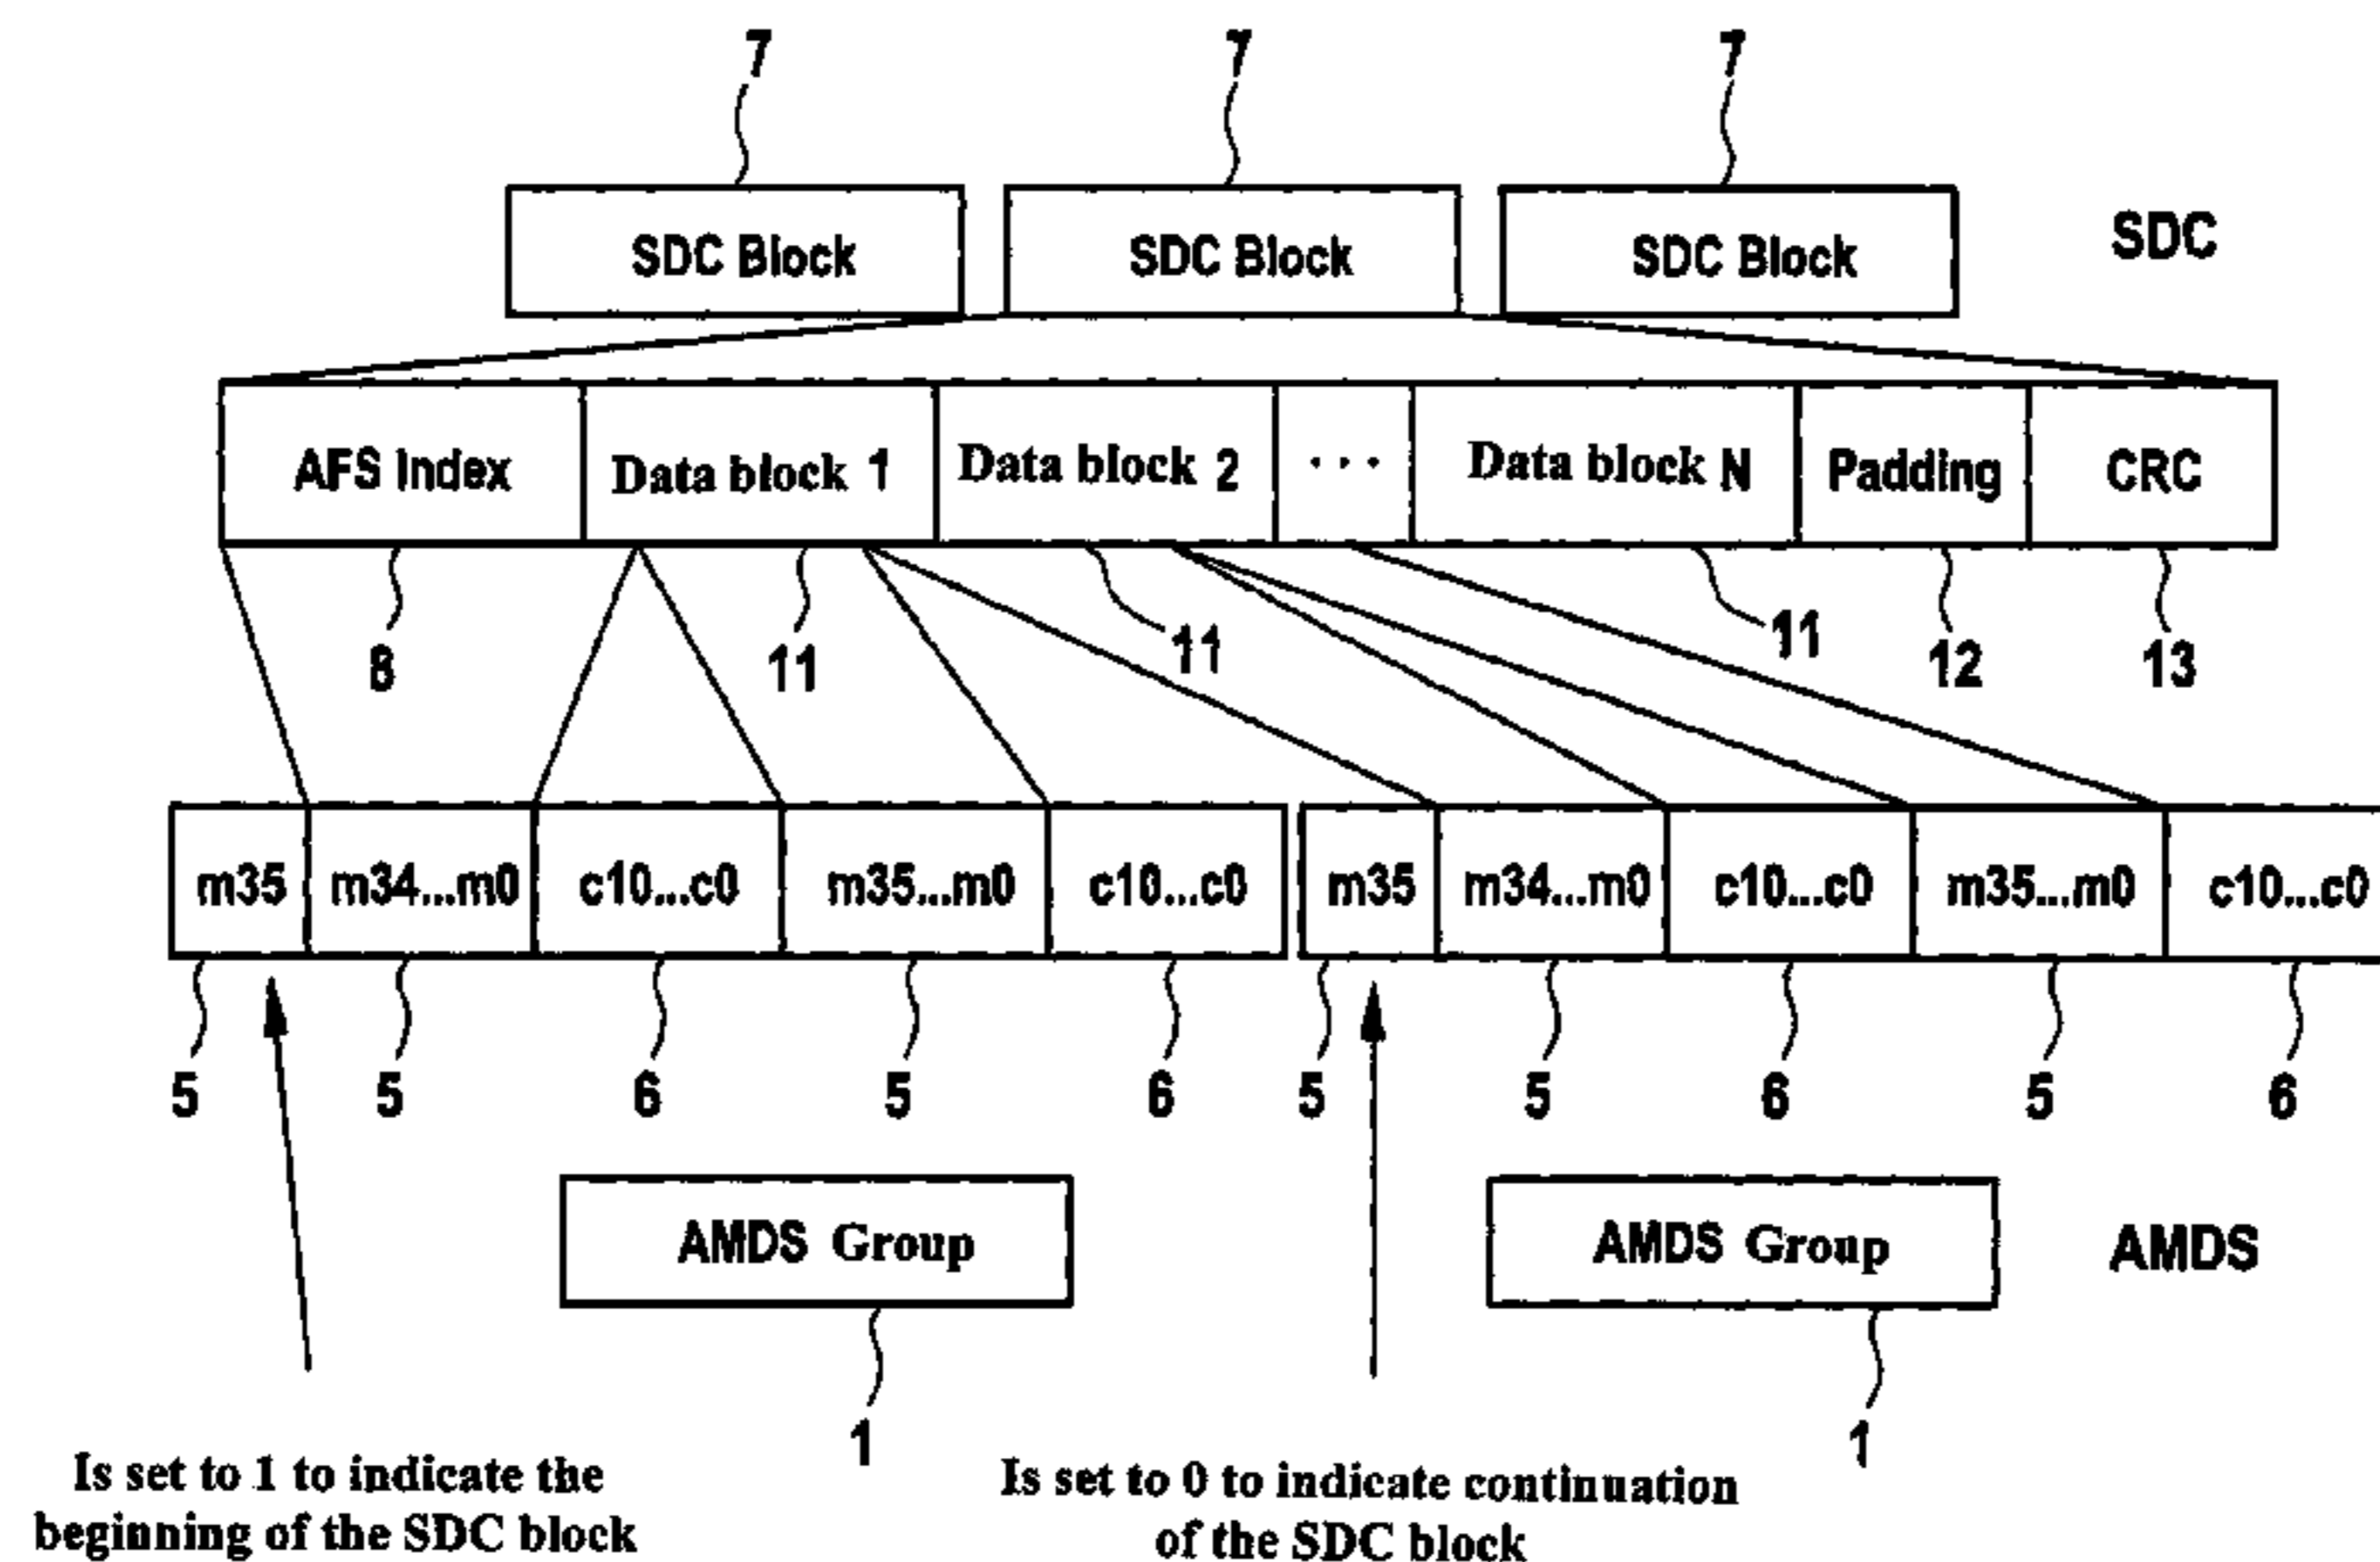 7 7 7
SDC Block SDC Block SDC Block SDC
AFS Index Data block 1 Data block 2 ... Data block N Padding CRC
8 11 11 11 12 13
m35 m34...m0 c10...c0 m35...m0 c10...c0 m35 m34...m0 c10...c0 m35...m0 c10...c0
5 5 6 5 6 5 5 6 5 6
AMDS Group AMDS Group AMDS
1 1
Is set to 1 to indicate the
beginning of the SDC block
Is set to 0 to indicate continuation
of the SDC block